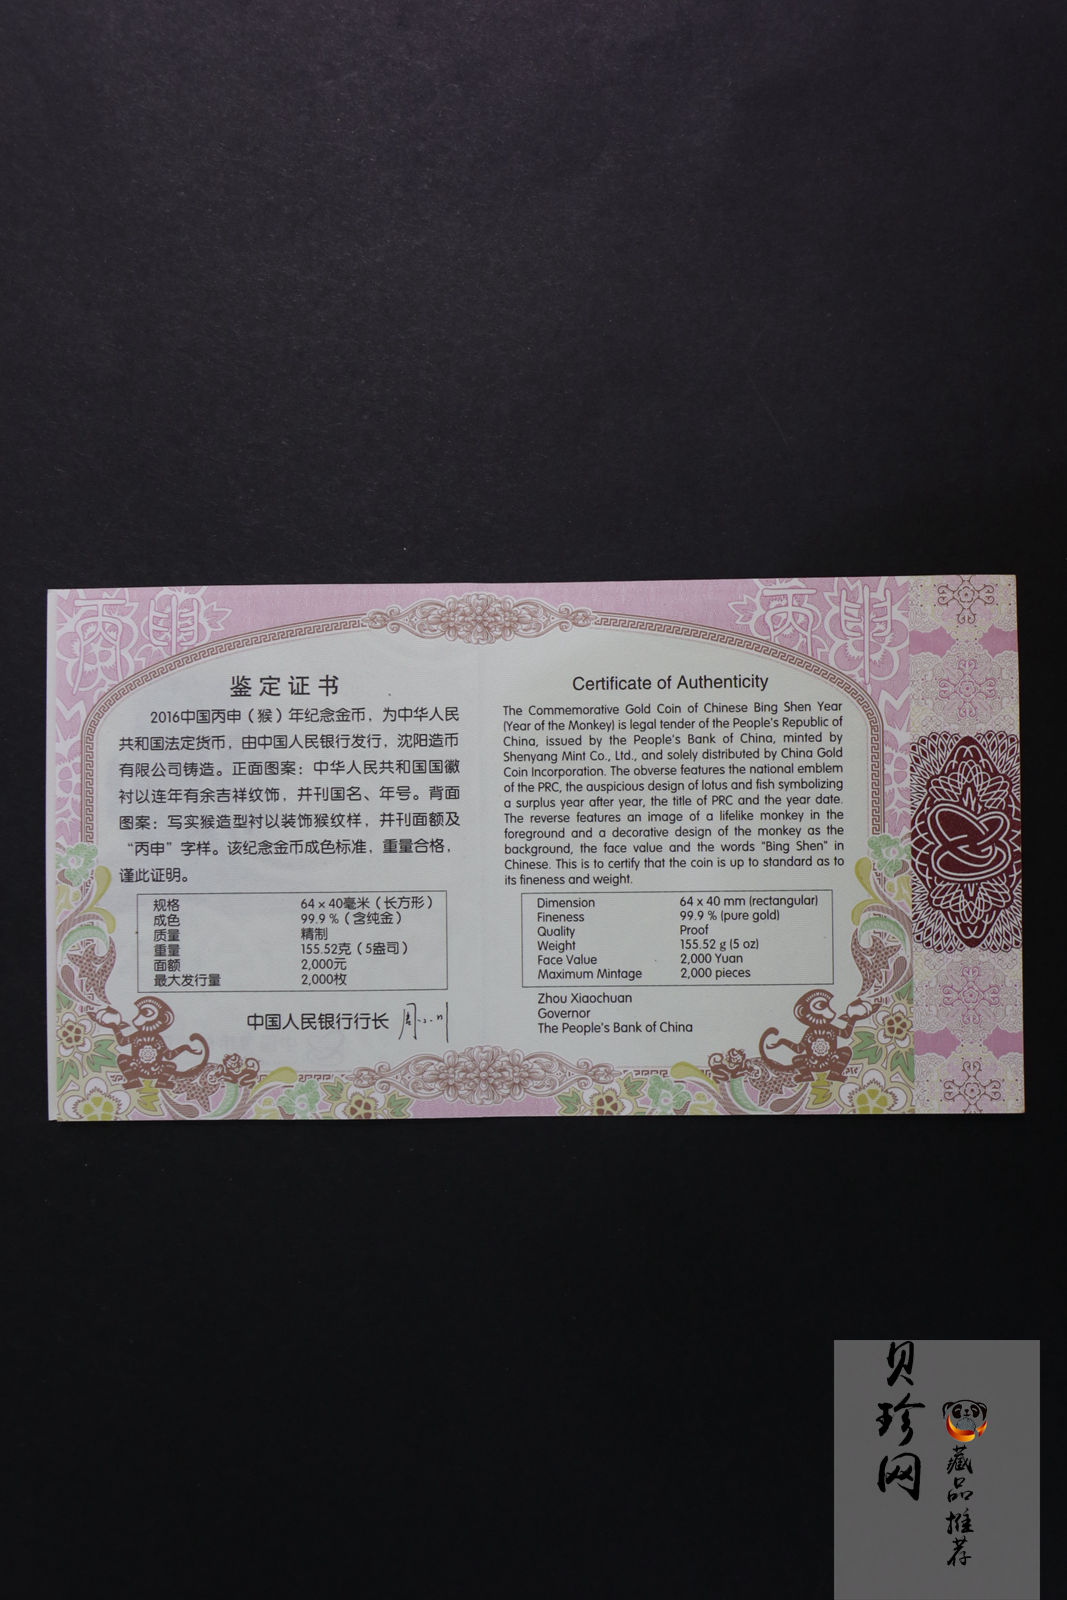 丙申
丙申
鉴定证书
2016中国丙申（猴）年纪念金币，为中华人民
共和国法定货币，由中国人民银行发行，沈阳造币
有限公司铸造。正面图案：中华人民共和国国徽
衬以连年有余吉祥纹饰，并刊国名、年号。背面
图案：写实猴造型衬以装饰猴纹样，并刊面额及
“丙申”字样。该纪念金币成色标准，重量合格，
谨此证明。
规格 64 x 40毫米（长方形）
成色 99.9 %（含纯金）
质量 精制
重量 155.52克（5盎司）
面额 2,000元
最大发行量 2,000枚
中国人民银行行长 周小川
Certificate of Authenticity
The Commemorative Gold Coin of Chinese Bing Shen Year
(Year of the Monkey) is legal tender of the People's Republic of
China, issued by the People's Bank of China, minted by
Shenyang Mint Co., Ltd., and solely distributed by China Gold
Coin Incorporation. The obverse features the national emblem
of the PRC, the auspicious design of lotus and fish symbolizing
a surplus year after year, the title of PRC and the year date.
The reverse features an image of a lifelike monkey in the
foreground and a decorative design of the monkey as the
background, the face value and the words "Bing Shen" in
Chinese. This is to certify that the coin is up to standard as to
its fineness and weight.
Dimension 64 x 40 mm (rectangular)
Fineness 99.9 % (pure gold)
Quality Proof
Weight 155.52 g (5 oz)
Face Value 2,000 Yuan
Maximum Mintage 2,000 pieces
Zhou Xiaochuan
Governor
The People's Bank of China
贝珍网
藏品推荐